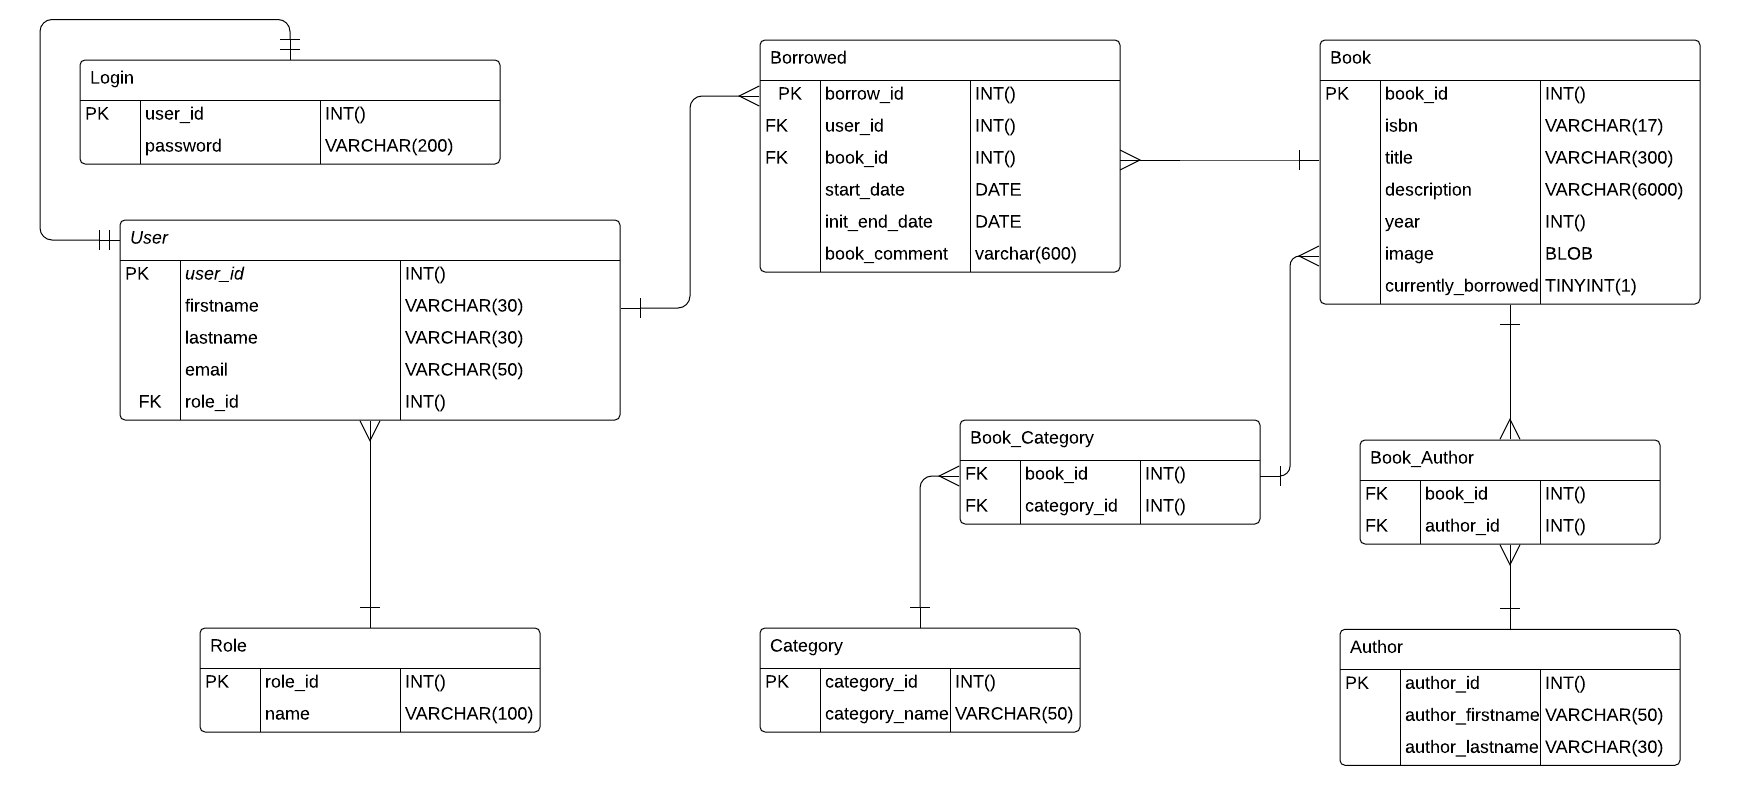 Login
PK user_id INT()
password VARCHAR(200)
User
PK user_id INT()
firstname VARCHAR(30)
lastname VARCHAR(30)
email VARCHAR(50)
FK role_id INT()
Role
PK role_id INT()
name VARCHAR(100)
Borrowed
PK borrow_id INT()
FK user_id INT()
FK book_id INT()
start_date DATE
init_end_date DATE
book_comment varchar(600)
Book
PK book_id INT()
isbn VARCHAR(17)
title VARCHAR(300)
description VARCHAR(6000)
year INT()
image BLOB
currently_borrowed TINYINT(1)
Book_Category
FK book_id INT()
FK category_id INT()
Category
PK category_id INT()
category_name VARCHAR(50)
Book_Author
FK book_id INT()
FK author_id INT()
Author
PK author_id INT()
author_firstname VARCHAR(50)
author_lastname VARCHAR(30)